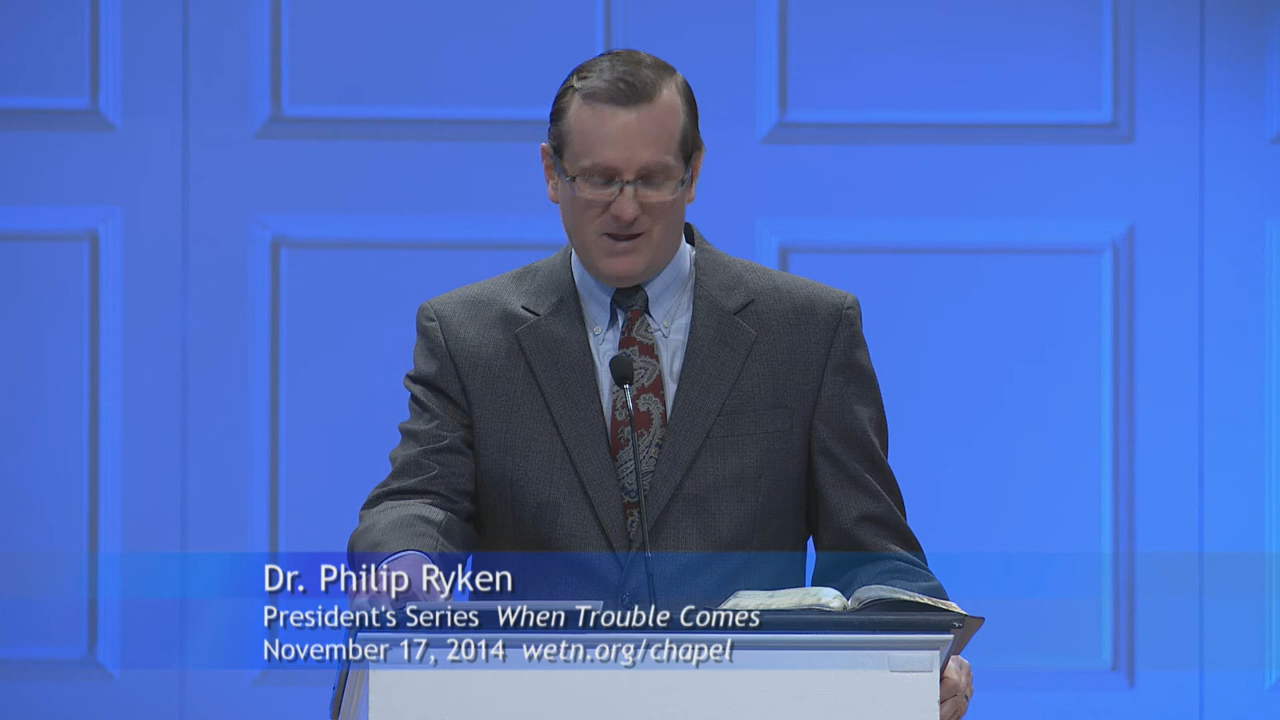 Dr. Philip Ryken
President's Series When Trouble Comes
November 17, 2014 wetn.org/chapel